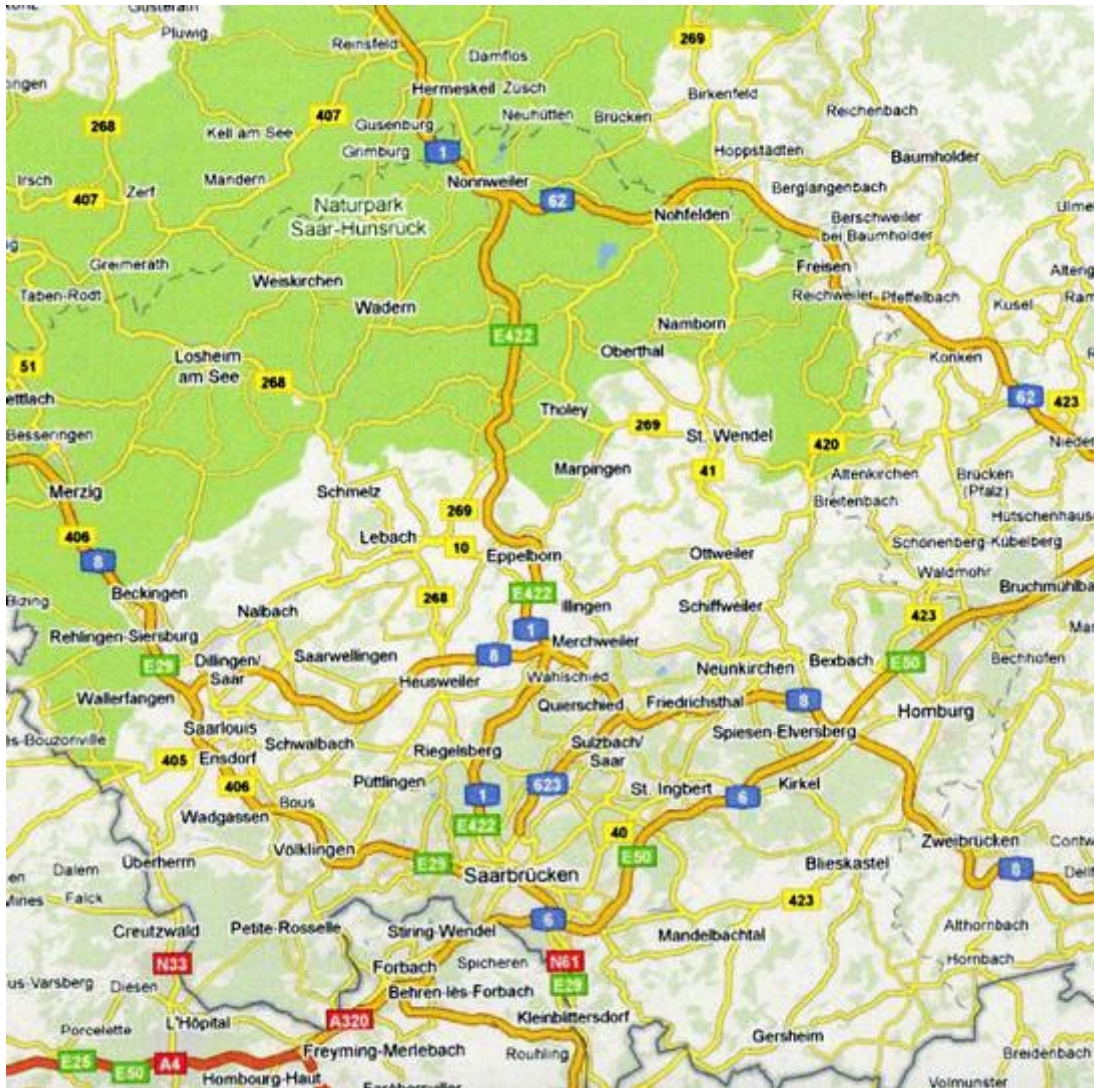 Gusterath
Pluwig
Reinsfeld
Damflos
269
Hermeskeil
Züsch
Birkenfeld
Reichenbach
268
407
Kell am See
Gusenburg
Neuhütten
Brücken
Grimburg
1
Hoppstädten
Baumholder
Irsch
407
Zerf
Mandern
Nonnweiler
62
Berglangenbach
Naturpark
Saar-Hunsrück
Nohfelden
Berschweiler
bei Baumholder
Greimerath
Weiskirchen
Freisen
Taben-Rodt
Wadern
Reichweiler
Pfeffelbach
Kusel
E422
Namborn
51
Losheim
am See
268
Oberthal
Konken
62
423
Tholey
269
St. Wendel
420
Besseringen
Marpingen
41
Merzig
Schmelz
Altenkirchen
Brücken
(Pfalz)
Breitenbach
406
269
Lebach
10
Eppelborn
Ottweiler
Schönenberg-Kübelberg
8
Beckingen
Waldmohr
Nalbach
268
E422
Illingen
Schiffweiler
423
Rehlingen-Siersburg
1
Merchweiler
E29
Dillingen/
Saar
Saarwellingen
8
Neunkirchen
Bexbach
E50
Bechhofen
Wallerfangen
Heusweiler
Wahlschied
Quierschied
Friedrichsthal
8
Homburg
Saarlouis
Schwalbach
Riegelsberg
Sulzbach/
Saar
Spiesen-Elversberg
405
Ensdorf
406
Püttlingen
623
St. Ingbert
Kirkel
Bous
1
6
Wadgassen
E422
40
Völklingen
Zweibrücken
Überherrn
E29
E50
Blieskastel
8
Dalem
Saarbrücken
Falck
423
Creutzwald
Petite-Rosselle
Stiring-Wendel
6
Mandelbachtal
Althornbach
N33
Forbach
Spicheren
N61
Hornbach
Diesen
Behren-lès-Forbach
E29
A320
Kleinblittersdorf
Porcelette
L'Hôpital
Gersheim
E25
E50
A4
Freyming-Merlebach
Rouhling
Breidenbach
Hombourg-Haut
Volmunster